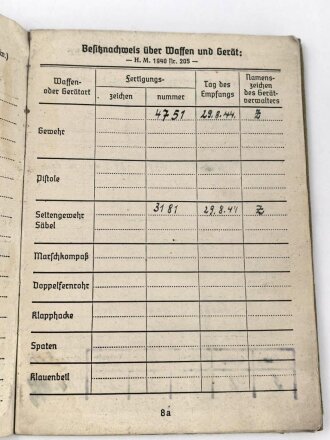 Besitznachweis über Waffen und Gerät:
— H. M. 1940 Nr. 205 —
Waffen- oder Gerätart
Fertigungs-
zeichen
nummer
Tag des Empfangs
Namens- zeichen des Gerät- verwalters
Gewehr 4751 29.8.44. Z
Pistole
Seitengewehr 3181 29.8.44 Z
Säbel
Marschkompaß
Doppelfernrohr
Klapphacke
Spaten
Klauenbeil
8a